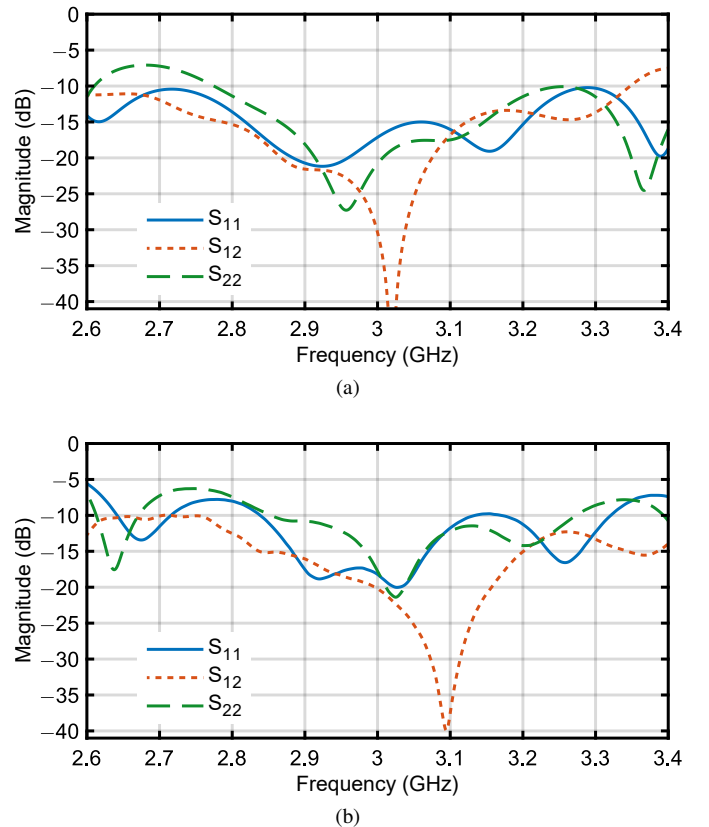 0
−5
−10
−15
−20
−25
−30
−35
−40
Magnitude (dB)
S11
S12
S22
2.6 2.7 2.8 2.9 3 3.1 3.2 3.3 3.4
Frequency (GHz)
(a)
0
−5
−10
−15
−20
−25
−30
−35
−40
Magnitude (dB)
S11
S12
S22
2.6 2.7 2.8 2.9 3 3.1 3.2 3.3 3.4
Frequency (GHz)
(b)